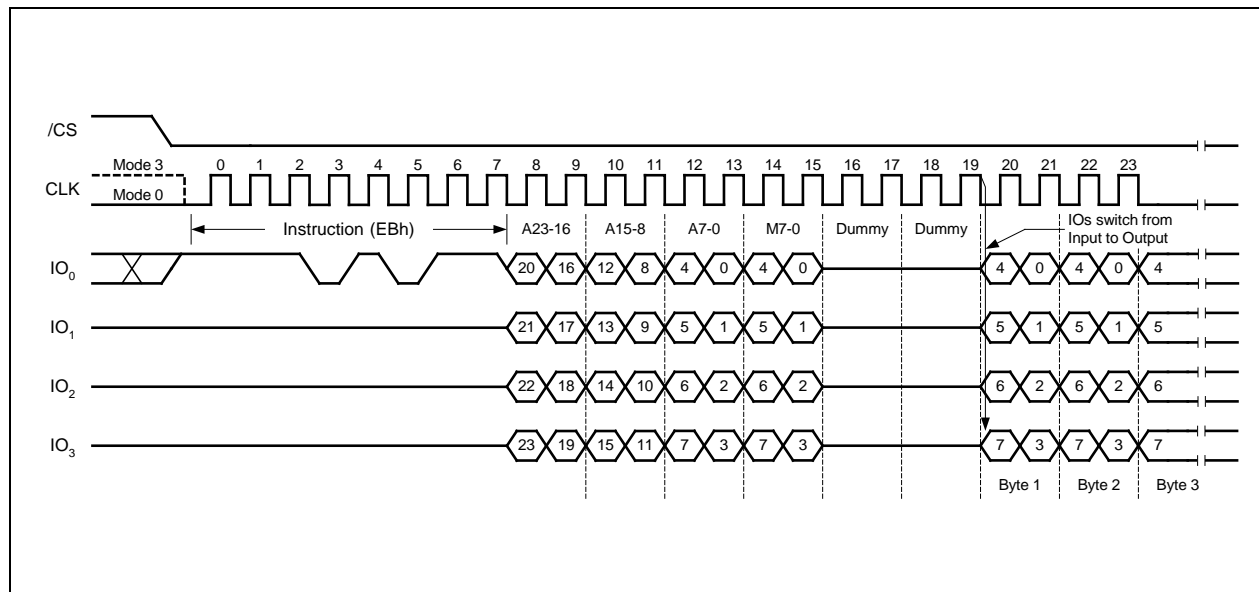 /CS
Mode 3 0 1 2 3 4 5 6 7 8 9 10 11 12 13 14 15 16 17 18 19 20 21 22 23
CLK Mode 0
Instruction (EBh) A23-16 A15-8 A7-0 M7-0 Dummy Dummy IOs switch from
Input to Output
IO0 20 16 12 8 4 0 4 0 4 0 4 0 4
IO1 21 17 13 9 5 1 5 1 5 1 5 1 5
IO2 22 18 14 10 6 2 6 2 6 2 6 2 6
IO3 23 19 15 11 7 3 7 3 7 3 7 3 7
Byte 1 Byte 2 Byte 3